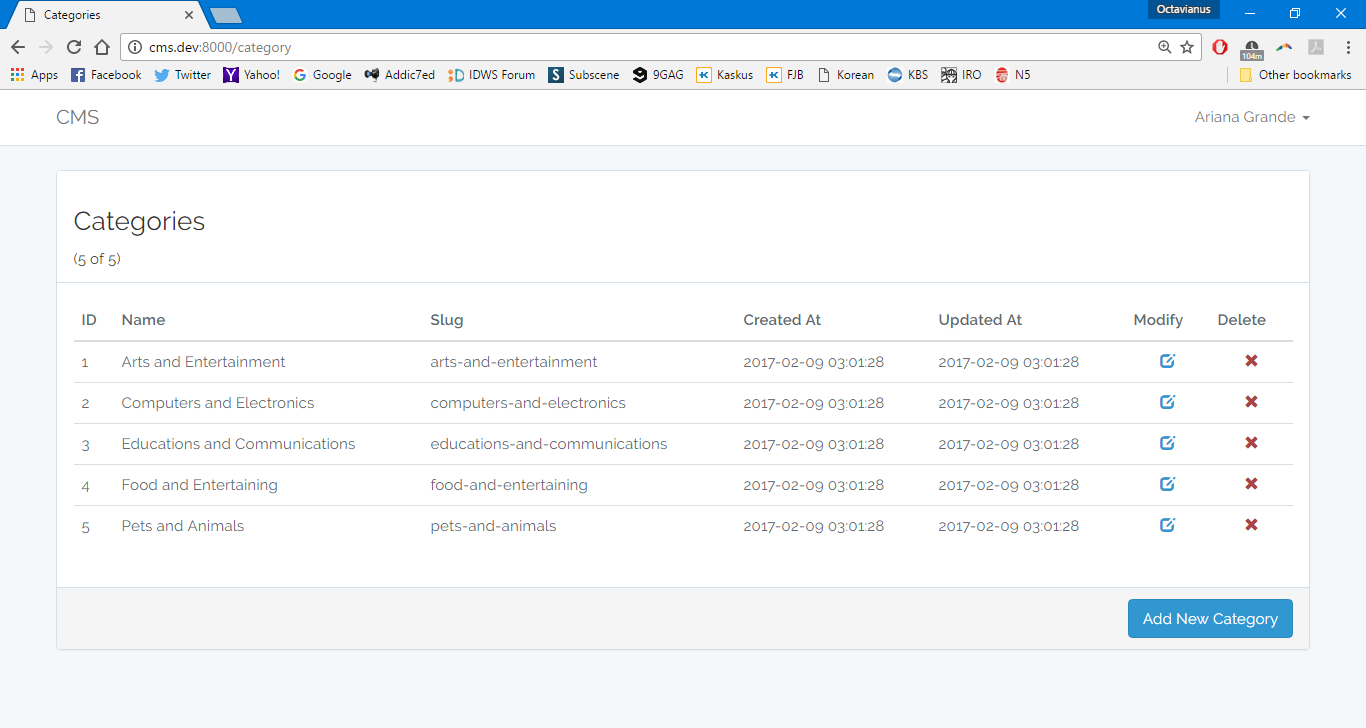 Categories
Octavianus
cms.dev:8000/category
104m
Apps Facebook Twitter Yahoo! Google Addic7ed IDWS Forum Subscene 9GAG Kaskus FJB Korean KBS IRO N5 Other bookmarks
CMS Ariana Grande
Categories
(5 of 5)
ID Name Slug Created At Updated At Modify Delete
1 Arts and Entertainment arts-and-entertainment 2017-02-09 03:01:28 2017-02-09 03:01:28
2 Computers and Electronics computers-and-electronics 2017-02-09 03:01:28 2017-02-09 03:01:28
3 Educations and Communications educations-and-communications 2017-02-09 03:01:28 2017-02-09 03:01:28
4 Food and Entertaining food-and-entertaining 2017-02-09 03:01:28 2017-02-09 03:01:28
5 Pets and Animals pets-and-animals 2017-02-09 03:01:28 2017-02-09 03:01:28
Add New Category